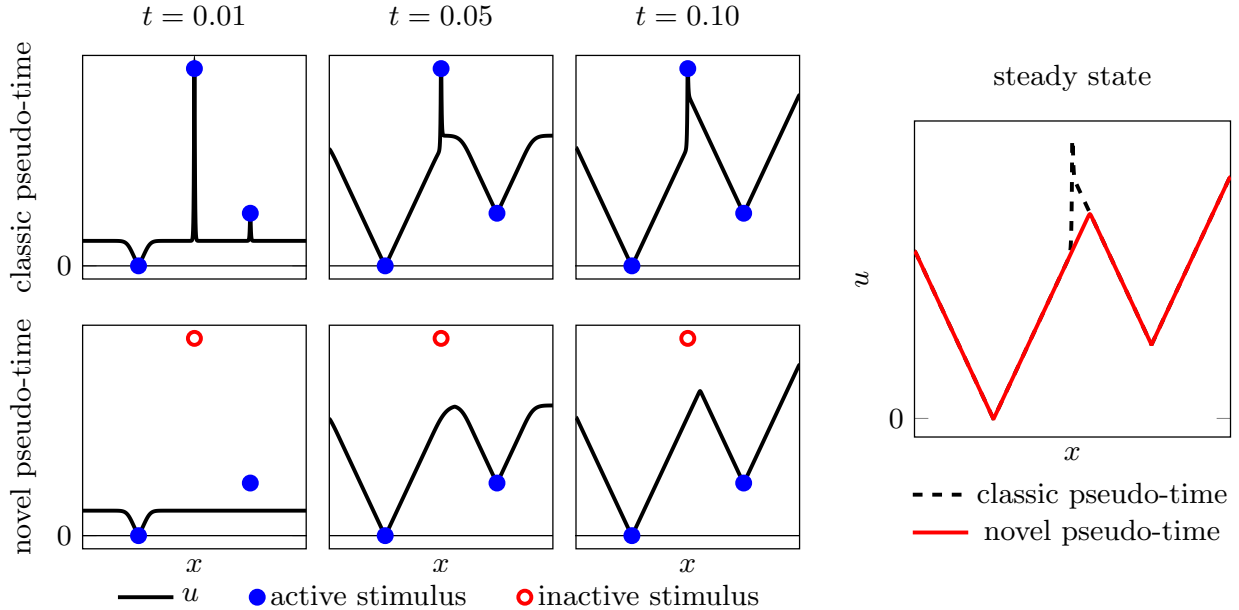 t = 0.01
t = 0.05
t = 0.10
classic pseudo-time
0
novel pseudo-time
0
x
u
active stimulus
inactive stimulus
steady state
u
0
x
classic pseudo-time
novel pseudo-time